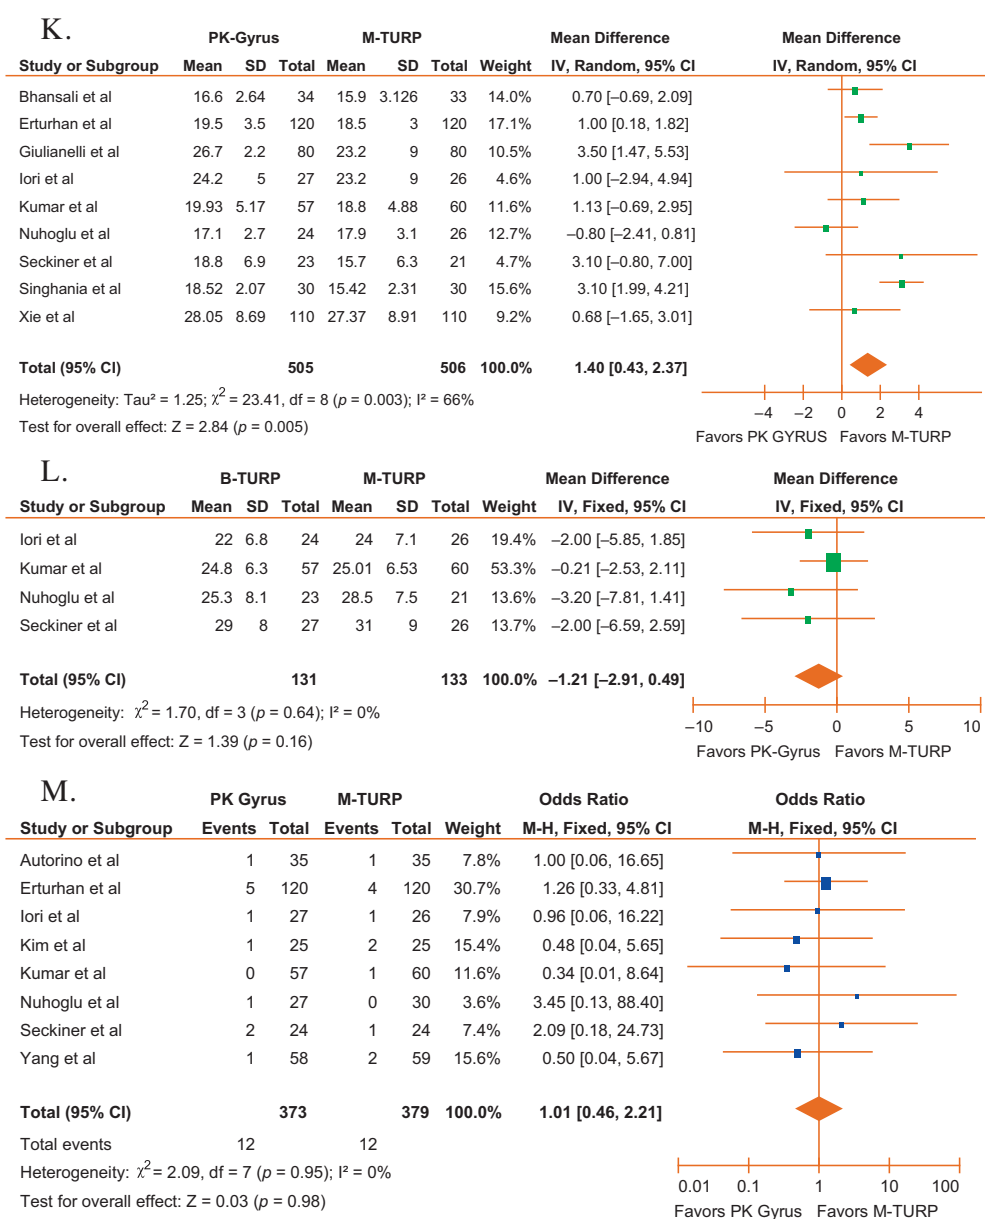 K.
PK-Gyrus M-TURP Mean Difference Mean Difference
Study or Subgroup Mean SD Total Mean SD Total Weight IV, Random, 95% CI IV, Random, 95% CI
Bhansali et al 16.6 2.64 34 15.9 3.126 33 14.0% 0.70 [–0.69, 2.09]
Erturhan et al 19.5 3.5 120 18.5 3 120 17.1% 1.00 [0.18, 1.82]
Giulianelli et al 26.7 2.2 80 23.2 9 80 10.5% 3.50 [1.47, 5.53]
Iori et al 24.2 5 27 23.2 9 26 4.6% 1.00 [–2.94, 4.94]
Kumar et al 19.93 5.17 57 18.8 4.88 60 11.6% 1.13 [–0.69, 2.95]
Nuhoglu et al 17.1 2.7 24 17.9 3.1 26 12.7% –0.80 [–2.41, 0.81]
Seckiner et al 18.8 6.9 23 15.7 6.3 21 4.7% 3.10 [–0.80, 7.00]
Singhania et al 18.52 2.07 30 15.42 2.31 30 15.6% 3.10 [1.99, 4.21]
Xie et al 28.05 8.69 110 27.37 8.91 110 9.2% 0.68 [–1.65, 3.01]
Total (95% CI) 505 506 100.0% 1.40 [0.43, 2.37]
Heterogeneity: Tau² = 1.25; χ² = 23.41, df = 8 (p = 0.003); I² = 66%
Test for overall effect: Z = 2.84 (p = 0.005)
–4 –2 0 2 4
Favors PK GYRUS Favors M-TURP
L.
B-TURP M-TURP Mean Difference Mean Difference
Study or Subgroup Mean SD Total Mean SD Total Weight IV, Fixed, 95% CI IV, Fixed, 95% CI
Iori et al 22 6.8 24 24 7.1 26 19.4% –2.00 [–5.85, 1.85]
Kumar et al 24.8 6.3 57 25.01 6.53 60 53.3% –0.21 [–2.53, 2.11]
Nuhoglu et al 25.3 8.1 23 28.5 7.5 21 13.6% –3.20 [–7.81, 1.41]
Seckiner et al 29 8 27 31 9 26 13.7% –2.00 [–6.59, 2.59]
Total (95% CI) 131 133 100.0% –1.21 [–2.91, 0.49]
Heterogeneity: χ² = 1.70, df = 3 (p = 0.64); I² = 0%
Test for overall effect: Z = 1.39 (p = 0.16)
–10 –5 0 5 10
Favors PK-Gyrus Favors M-TURP
M.
PK Gyrus M-TURP Odds Ratio Odds Ratio
Study or Subgroup Events Total Events Total Weight M-H, Fixed, 95% CI M-H, Fixed, 95% CI
Autorino et al 1 35 1 35 7.8% 1.00 [0.06, 16.65]
Erturhan et al 5 120 4 120 30.7% 1.26 [0.33, 4.81]
Iori et al 1 27 1 26 7.9% 0.96 [0.06, 16.22]
Kim et al 1 25 2 25 15.4% 0.48 [0.04, 5.65]
Kumar et al 0 57 1 60 11.6% 0.34 [0.01, 8.64]
Nuhoglu et al 1 27 0 30 3.6% 3.45 [0.13, 88.40]
Seckiner et al 2 24 1 24 7.4% 2.09 [0.18, 24.73]
Yang et al 1 58 2 59 15.6% 0.50 [0.04, 5.67]
Total (95% CI) 373 379 100.0% 1.01 [0.46, 2.21]
Total events 12 12
Heterogeneity: χ² = 2.09, df = 7 (p = 0.95); I² = 0%
Test for overall effect: Z = 0.03 (p = 0.98)
0.01 0.1 1 10 100
Favors PK Gyrus Favors M-TURP